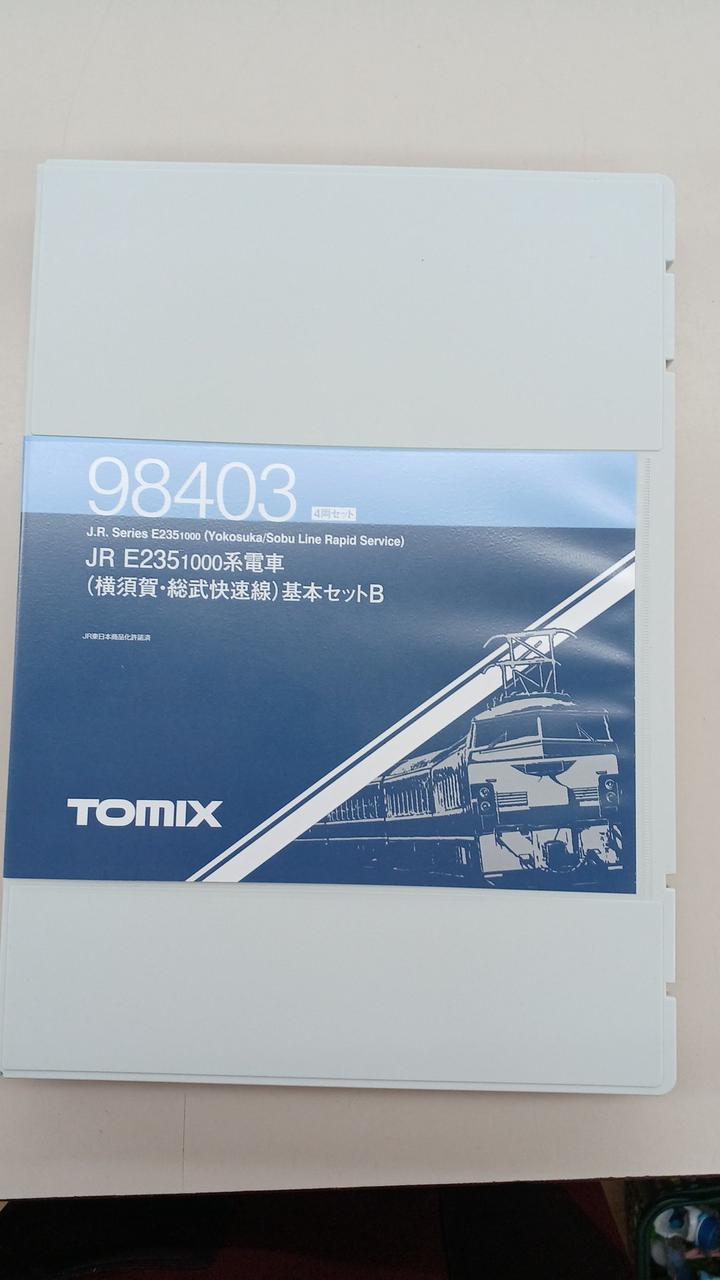 98403 4両セット
J.R. Series E2351000 (Yokosuka/Sobu Line Rapid Service)
JR E2351000系電車
(横須賀・総武快速線)基本セットB
JR東日本商品化許諾済
TOMIX